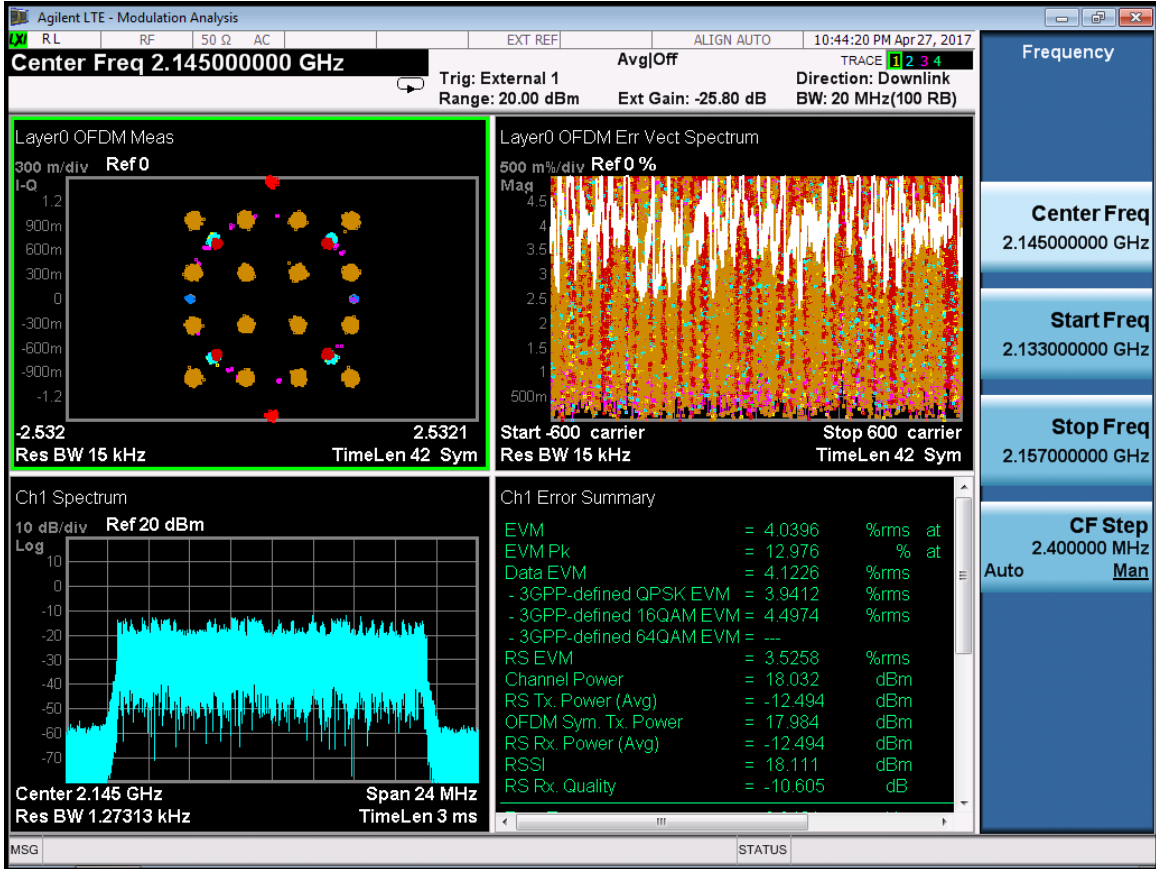 Agilent LTE - Modulation Analysis
LXI RL RF 50 Ω AC EXT REF ALIGN AUTO 10:44:20 PM Apr 27, 2017
Center Freq 2.145000000 GHz
Avg|Off
TRACE 1 2 3 4
Trig: External 1
Direction: Downlink
Range: 20.00 dBm Ext Gain: -25.80 dB BW: 20 MHz(100 RB)
Layer0 OFDM Meas
300 m/div Ref 0
I-Q
1.2
900m
600m
300m
0
-300m
-600m
-900m
-1.2
-2.532 2.5321
Res BW 15 kHz TimeLen 42 Sym
Layer0 OFDM Err Vect Spectrum
500 m%/div Ref 0 %
Mag
4.5
4
3.5
3
2.5
2
1.5
1
500m
Start -600 carrier Stop 600 carrier
Res BW 15 kHz TimeLen 42 Sym
Ch1 Spectrum
10 dB/div Ref 20 dBm
Log
10
0
-10
-20
-30
-40
-50
-60
-70
Center 2.145 GHz Span 24 MHz
Res BW 1.27313 kHz TimeLen 3 ms
Ch1 Error Summary
EVM = 4.0396 %rms at
EVM Pk = 12.976 % at
Data EVM = 4.1226 %rms
- 3GPP-defined QPSK EVM = 3.9412 %rms
- 3GPP-defined 16QAM EVM = 4.4974 %rms
- 3GPP-defined 64QAM EVM = ---
RS EVM = 3.5258 %rms
Channel Power = 18.032 dBm
RS Tx. Power (Avg) = -12.494 dBm
OFDM Sym. Tx. Power = 17.984 dBm
RS Rx. Power (Avg) = -12.494 dBm
RSSI = 18.111 dBm
RS Rx. Quality = -10.605 dB
Frequency
Center Freq
2.145000000 GHz
Start Freq
2.133000000 GHz
Stop Freq
2.157000000 GHz
CF Step
2.400000 MHz
Auto Man
MSG STATUS